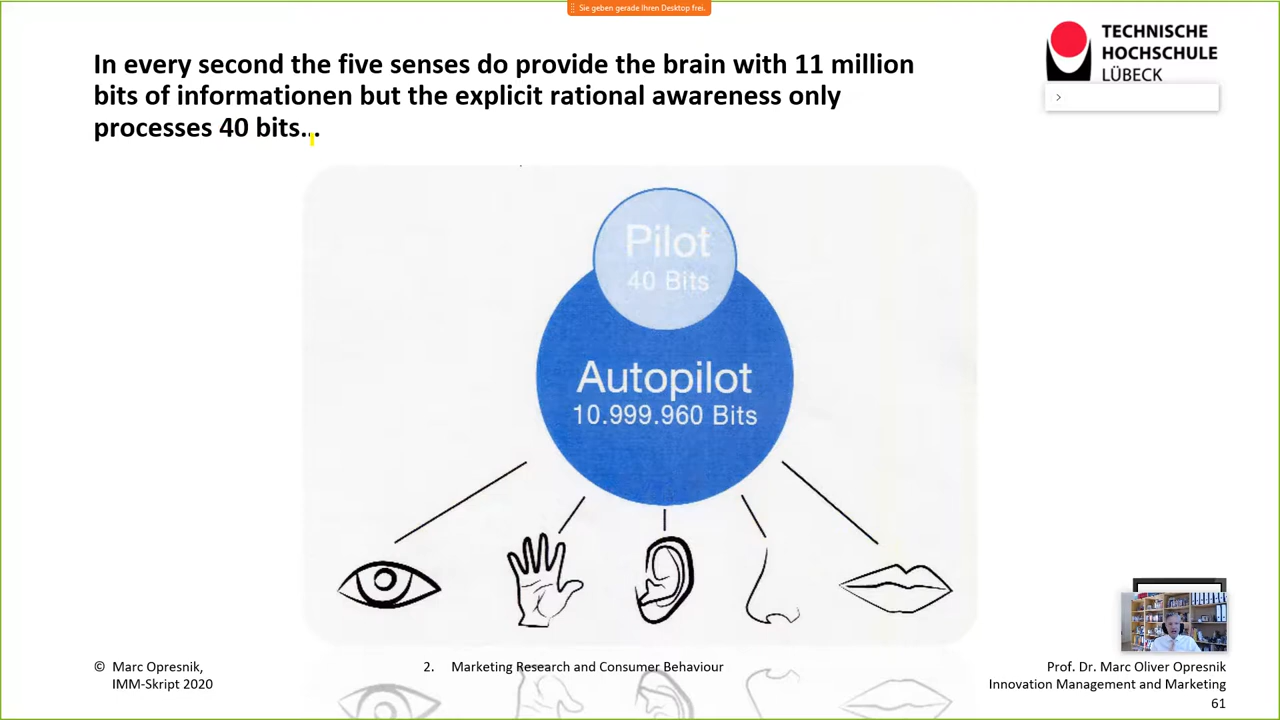 Sie geben gerade Ihren Desktop frei.
TECHNISCHE
HOCHSCHULE
LÜBECK
In every second the five senses do provide the brain with 11 million
bits of informationen but the explicit rational awareness only
processes 40 bits...
Pilot
40 Bits
Autopilot
10.999.960 Bits
© Marc Opresnik,
IMM-Skript 2020
2. Marketing Research and Consumer Behaviour
Prof. Dr. Marc Oliver Opresnik
Innovation Management and Marketing
61